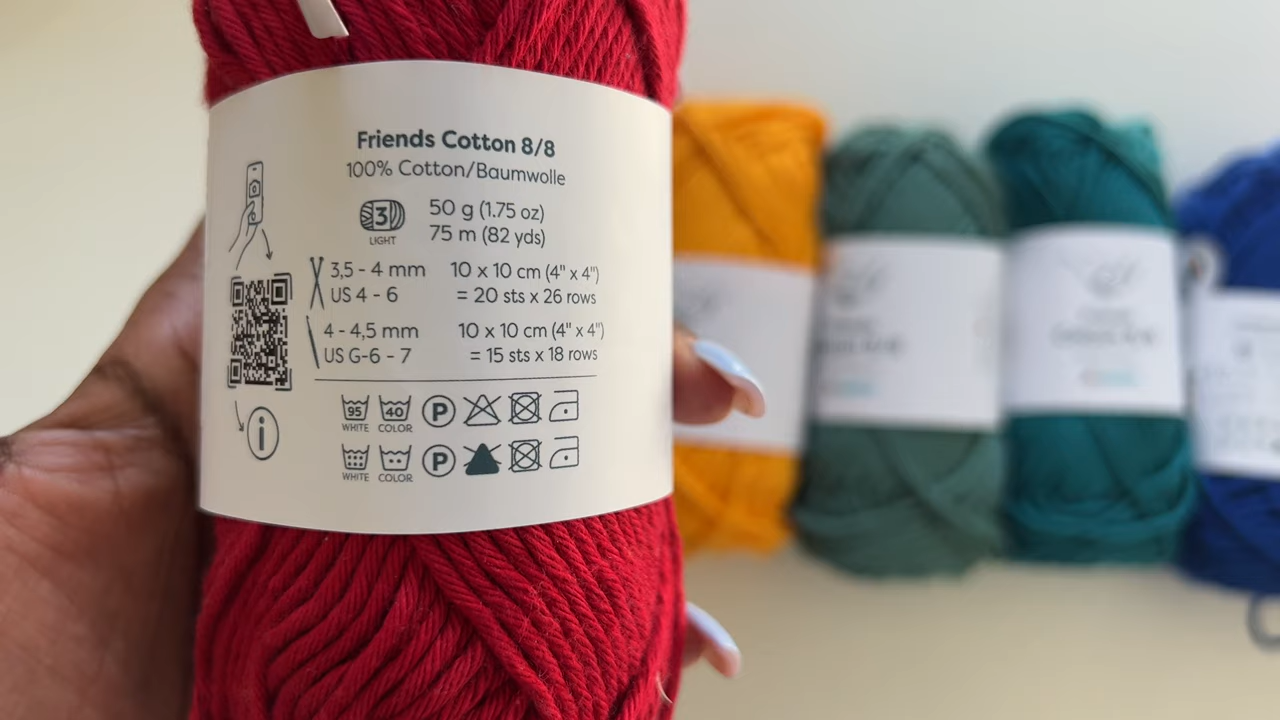 Friends Cotton 8/8
100% Cotton/Baumwolle
3
LIGHT
50 g (1.75 oz)
75 m (82 yds)
3,5 - 4 mm
US 4 - 6
10 x 10 cm (4" x 4")
= 20 sts x 26 rows
4 - 4,5 mm
US G-6 - 7
10 x 10 cm (4" x 4")
= 15 sts x 18 rows
i
95 40 P
WHITE COLOR
P
WHITE COLOR